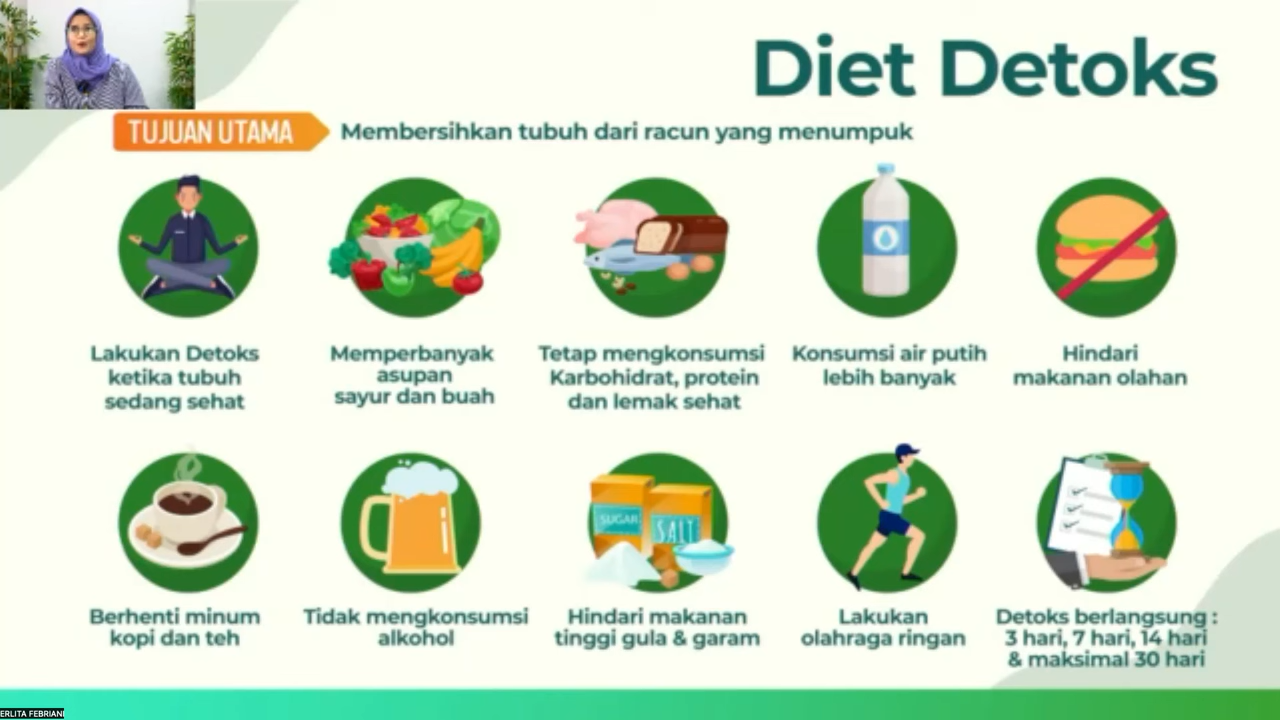 Diet Detoks
TUJUAN UTAMA
Membersihkan tubuh dari racun yang menumpuk
Lakukan Detoks
ketika tubuh
sedang sehat
Memperbanyak
asupan
sayur dan buah
Tetap mengkonsumsi
Karbohidrat, protein
dan lemak sehat
Konsumsi air putih
lebih banyak
Hindari
makanan olahan
Berhenti minum
kopi dan teh
Tidak mengkonsumsi
alkohol
SUGAR
SALT
Hindari makanan
tinggi gula & garam
Lakukan
olahraga ringan
Detoks berlangsung :
3 hari, 7 hari, 14 hari
& maksimal 30 hari
ERLITA FEBRIANI